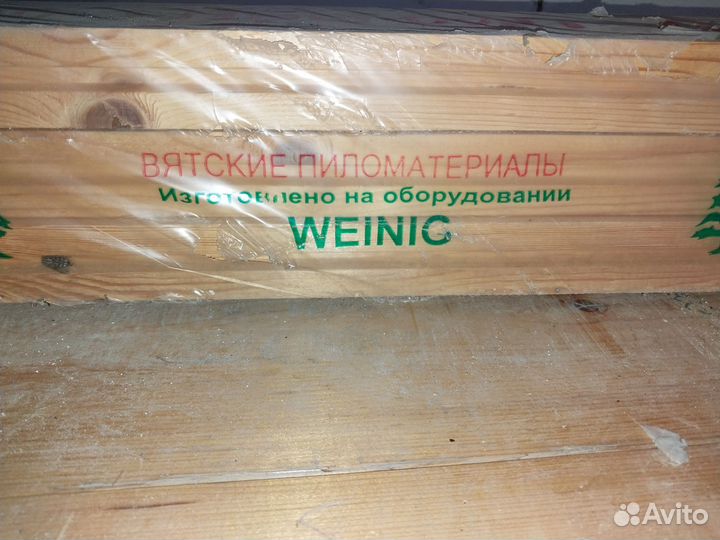 ВЯТСКИЕ ПИЛОМАТЕРИАЛЫ
Изготовлено на оборудовании
WEINIG
Avito